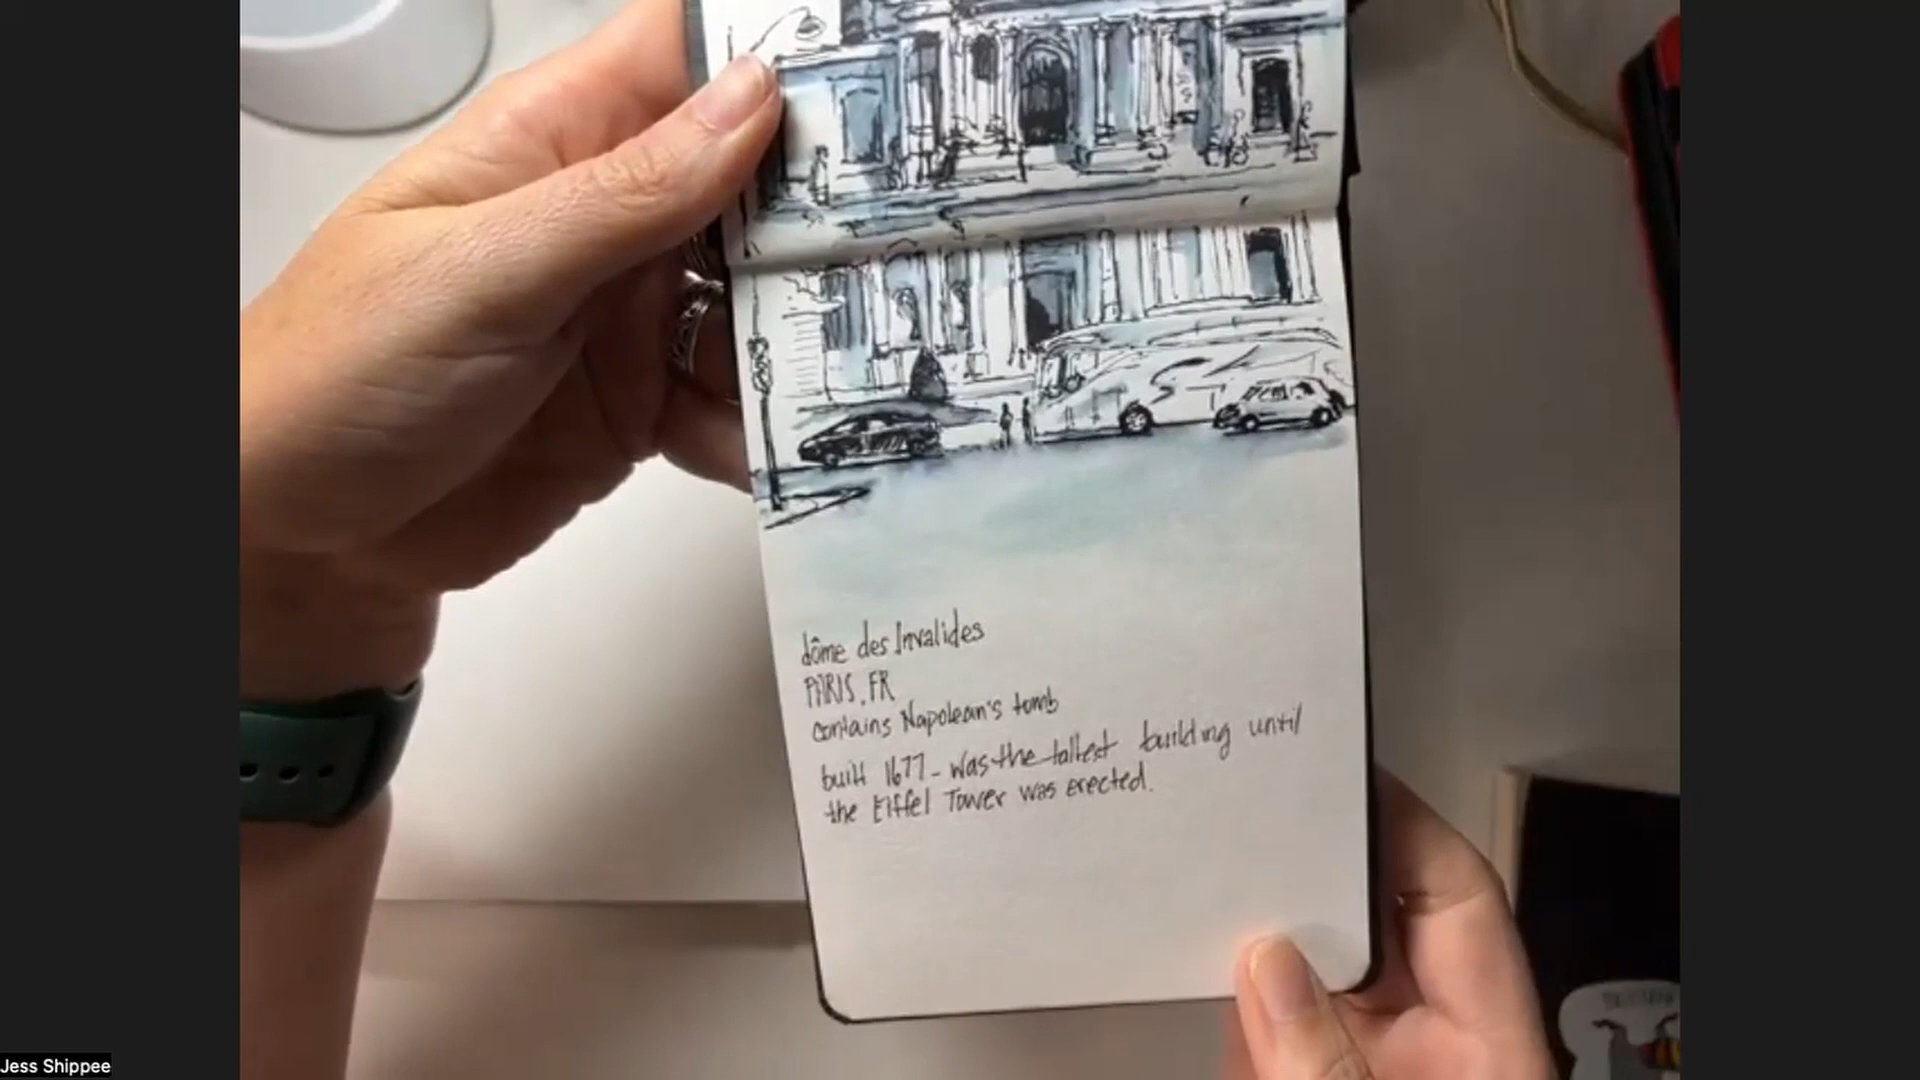 dôme des Invalides
PARIS, FR
contains Napolean's tomb
built 1677 - was the tallest building until
the Eiffel Tower was erected.
Jess Shippee